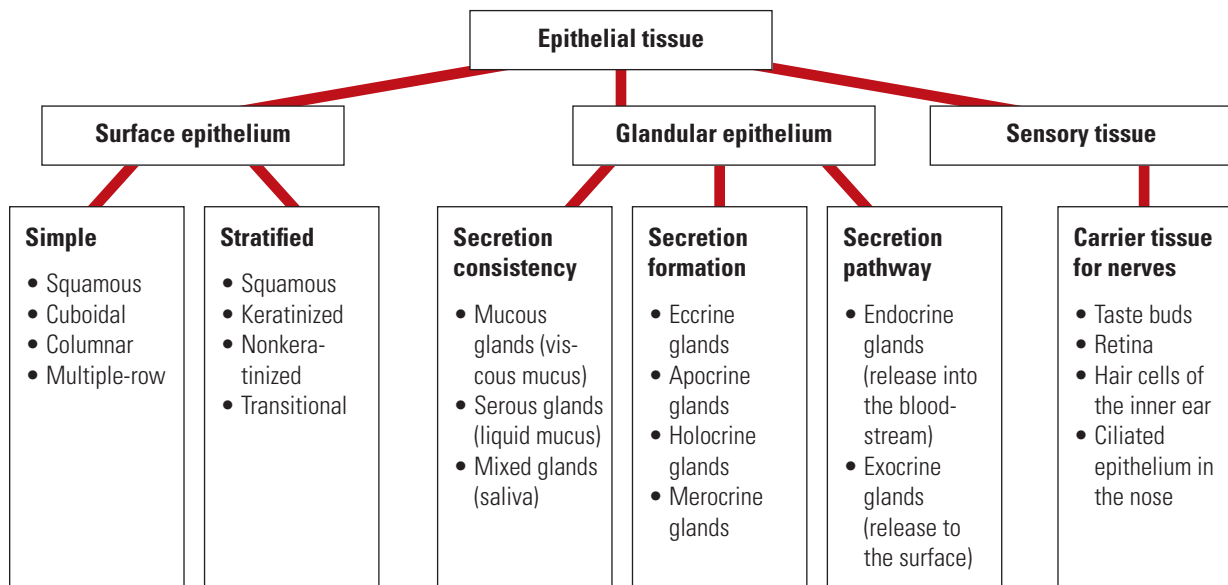 Epithelial tissue
Surface epithelium
Glandular epithelium
Sensory tissue
Simple
• Squamous
• Cuboidal
• Columnar
• Multiple-row
Stratified
• Squamous
• Keratinized
• Nonkera-
tinized
• Transitional
Secretion
consistency
• Mucous
glands (vis-
cous mucus)
• Serous glands
(liquid mucus)
• Mixed glands
(saliva)
Secretion
formation
• Eccrine
glands
• Apocrine
glands
• Holocrine
glands
• Merocrine
glands
Secretion
pathway
• Endocrine
glands
(release into
the blood-
stream)
• Exocrine
glands
(release to
the surface)
Carrier tissue
for nerves
• Taste buds
• Retina
• Hair cells of
the inner ear
• Ciliated
epithelium in
the nose